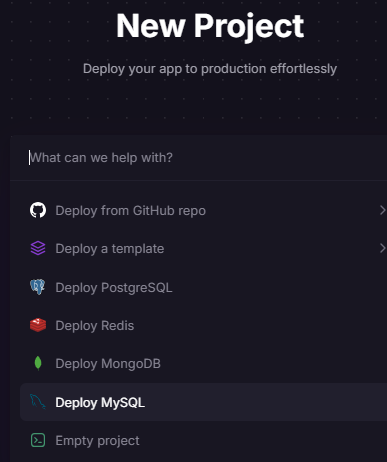 New Project
Deploy your app to production effortlessly
What can we help with?
Deploy from GitHub repo
Deploy a template
Deploy PostgreSQL
Deploy Redis
Deploy MongoDB
Deploy MySQL
Empty project